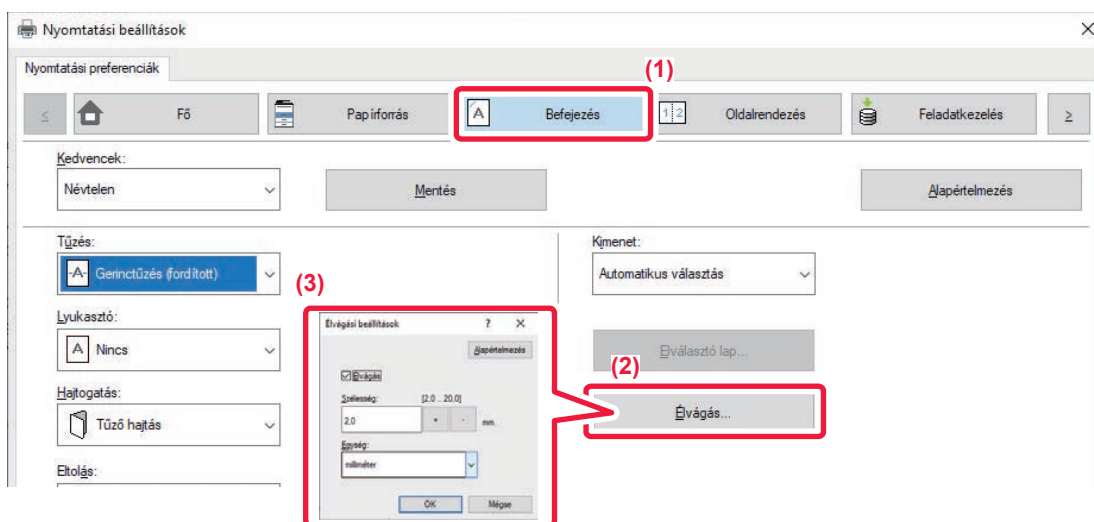 Nyomtatási beállítások
Nyomtatási preferenciák
(1)
≤
Fő
Papírforrás
A
Befejezés
1 2
Oldalrendezés
Feladatkezelés
≥
Kedvencek:
Névtelen
Mentés
Alapértelmezés
Tűzés:
-A- Gerinctűzés (fordított)
Kimenet:
Automatikus választás
(3)
Lyukasztó:
A Nincs
Elválasztó lap...
(2)
Élvágás...
Hajtogatás:
Tűző hajtás
Eltolás:
Élvágási beállítások ? X
Alapértelmezés
Élvágás
Szélesség: [2.0 .. 20.0]
2.0 + - mm.
Egység:
milliméter
OK Mégse